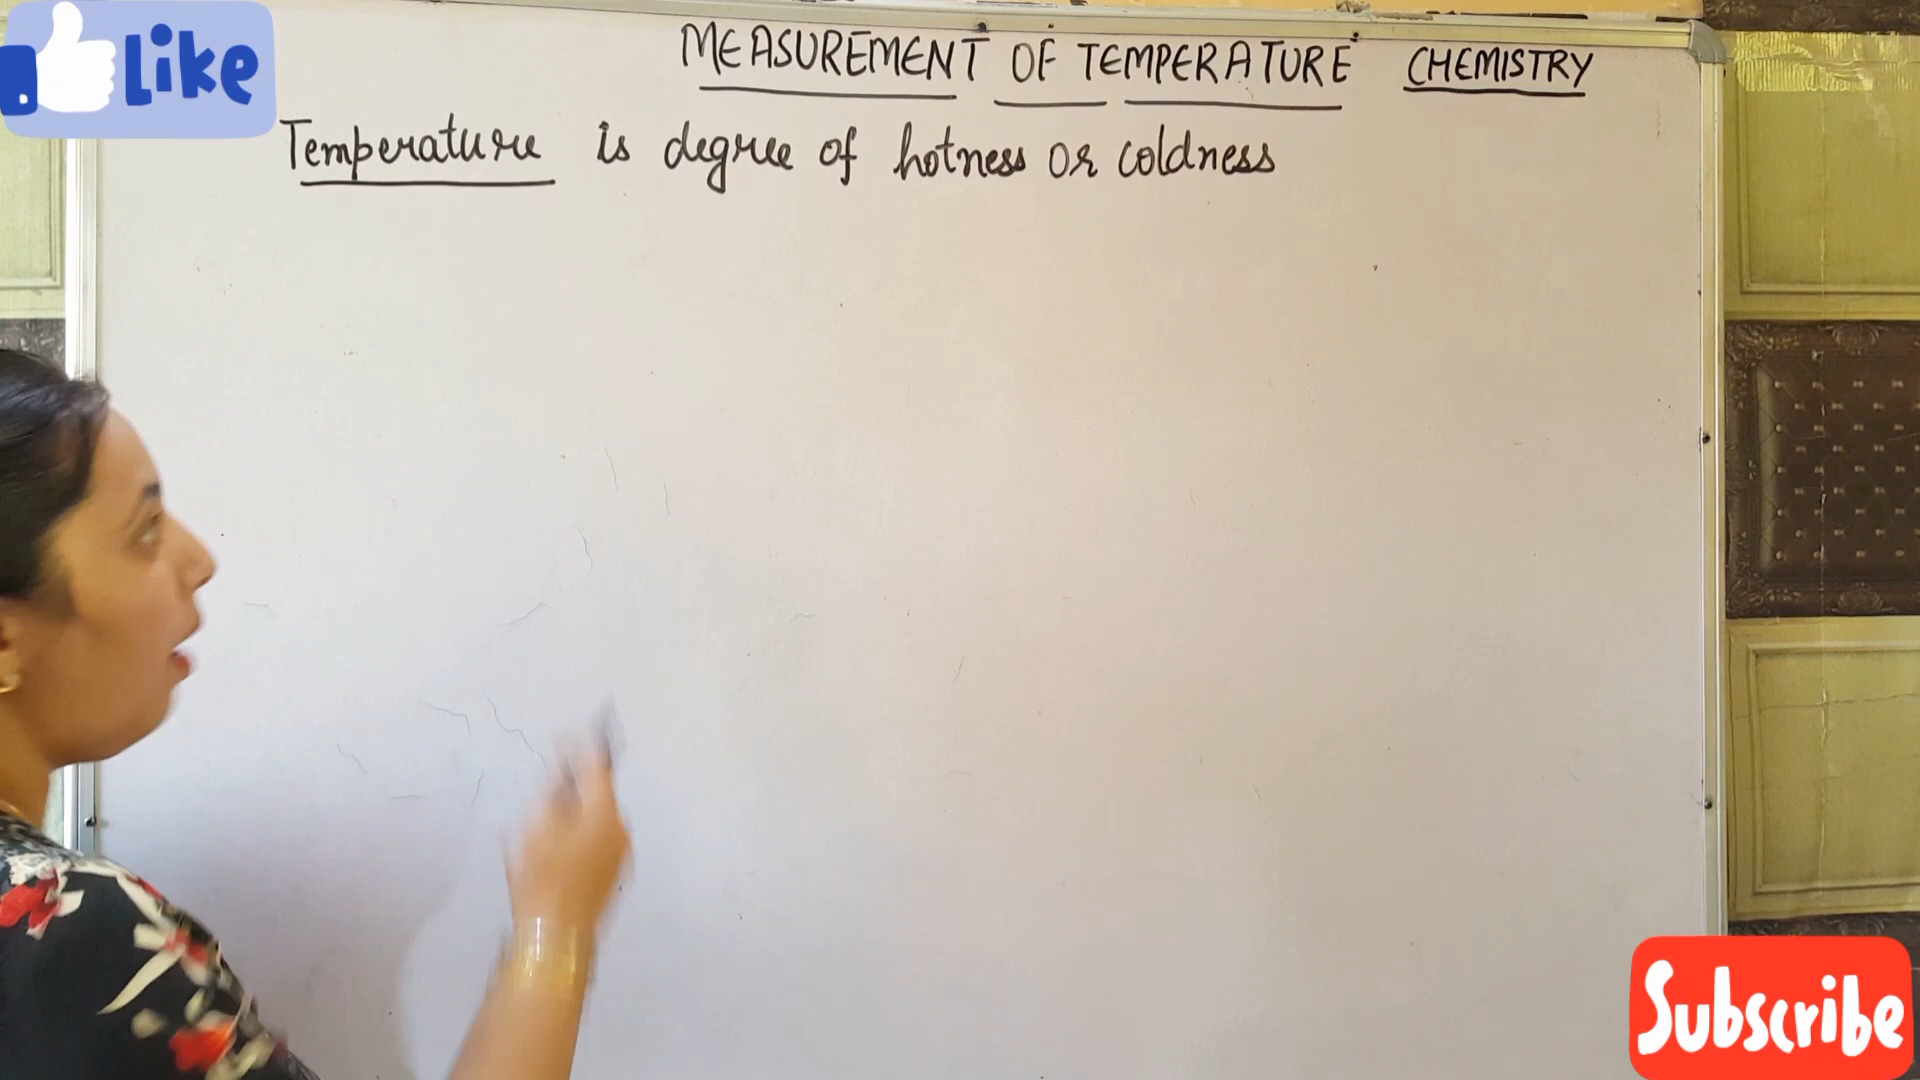 Like
MEASUREMENT OF TEMPERATURE CHEMISTRY
Temperature is degree of hotness or coldness
Subscribe